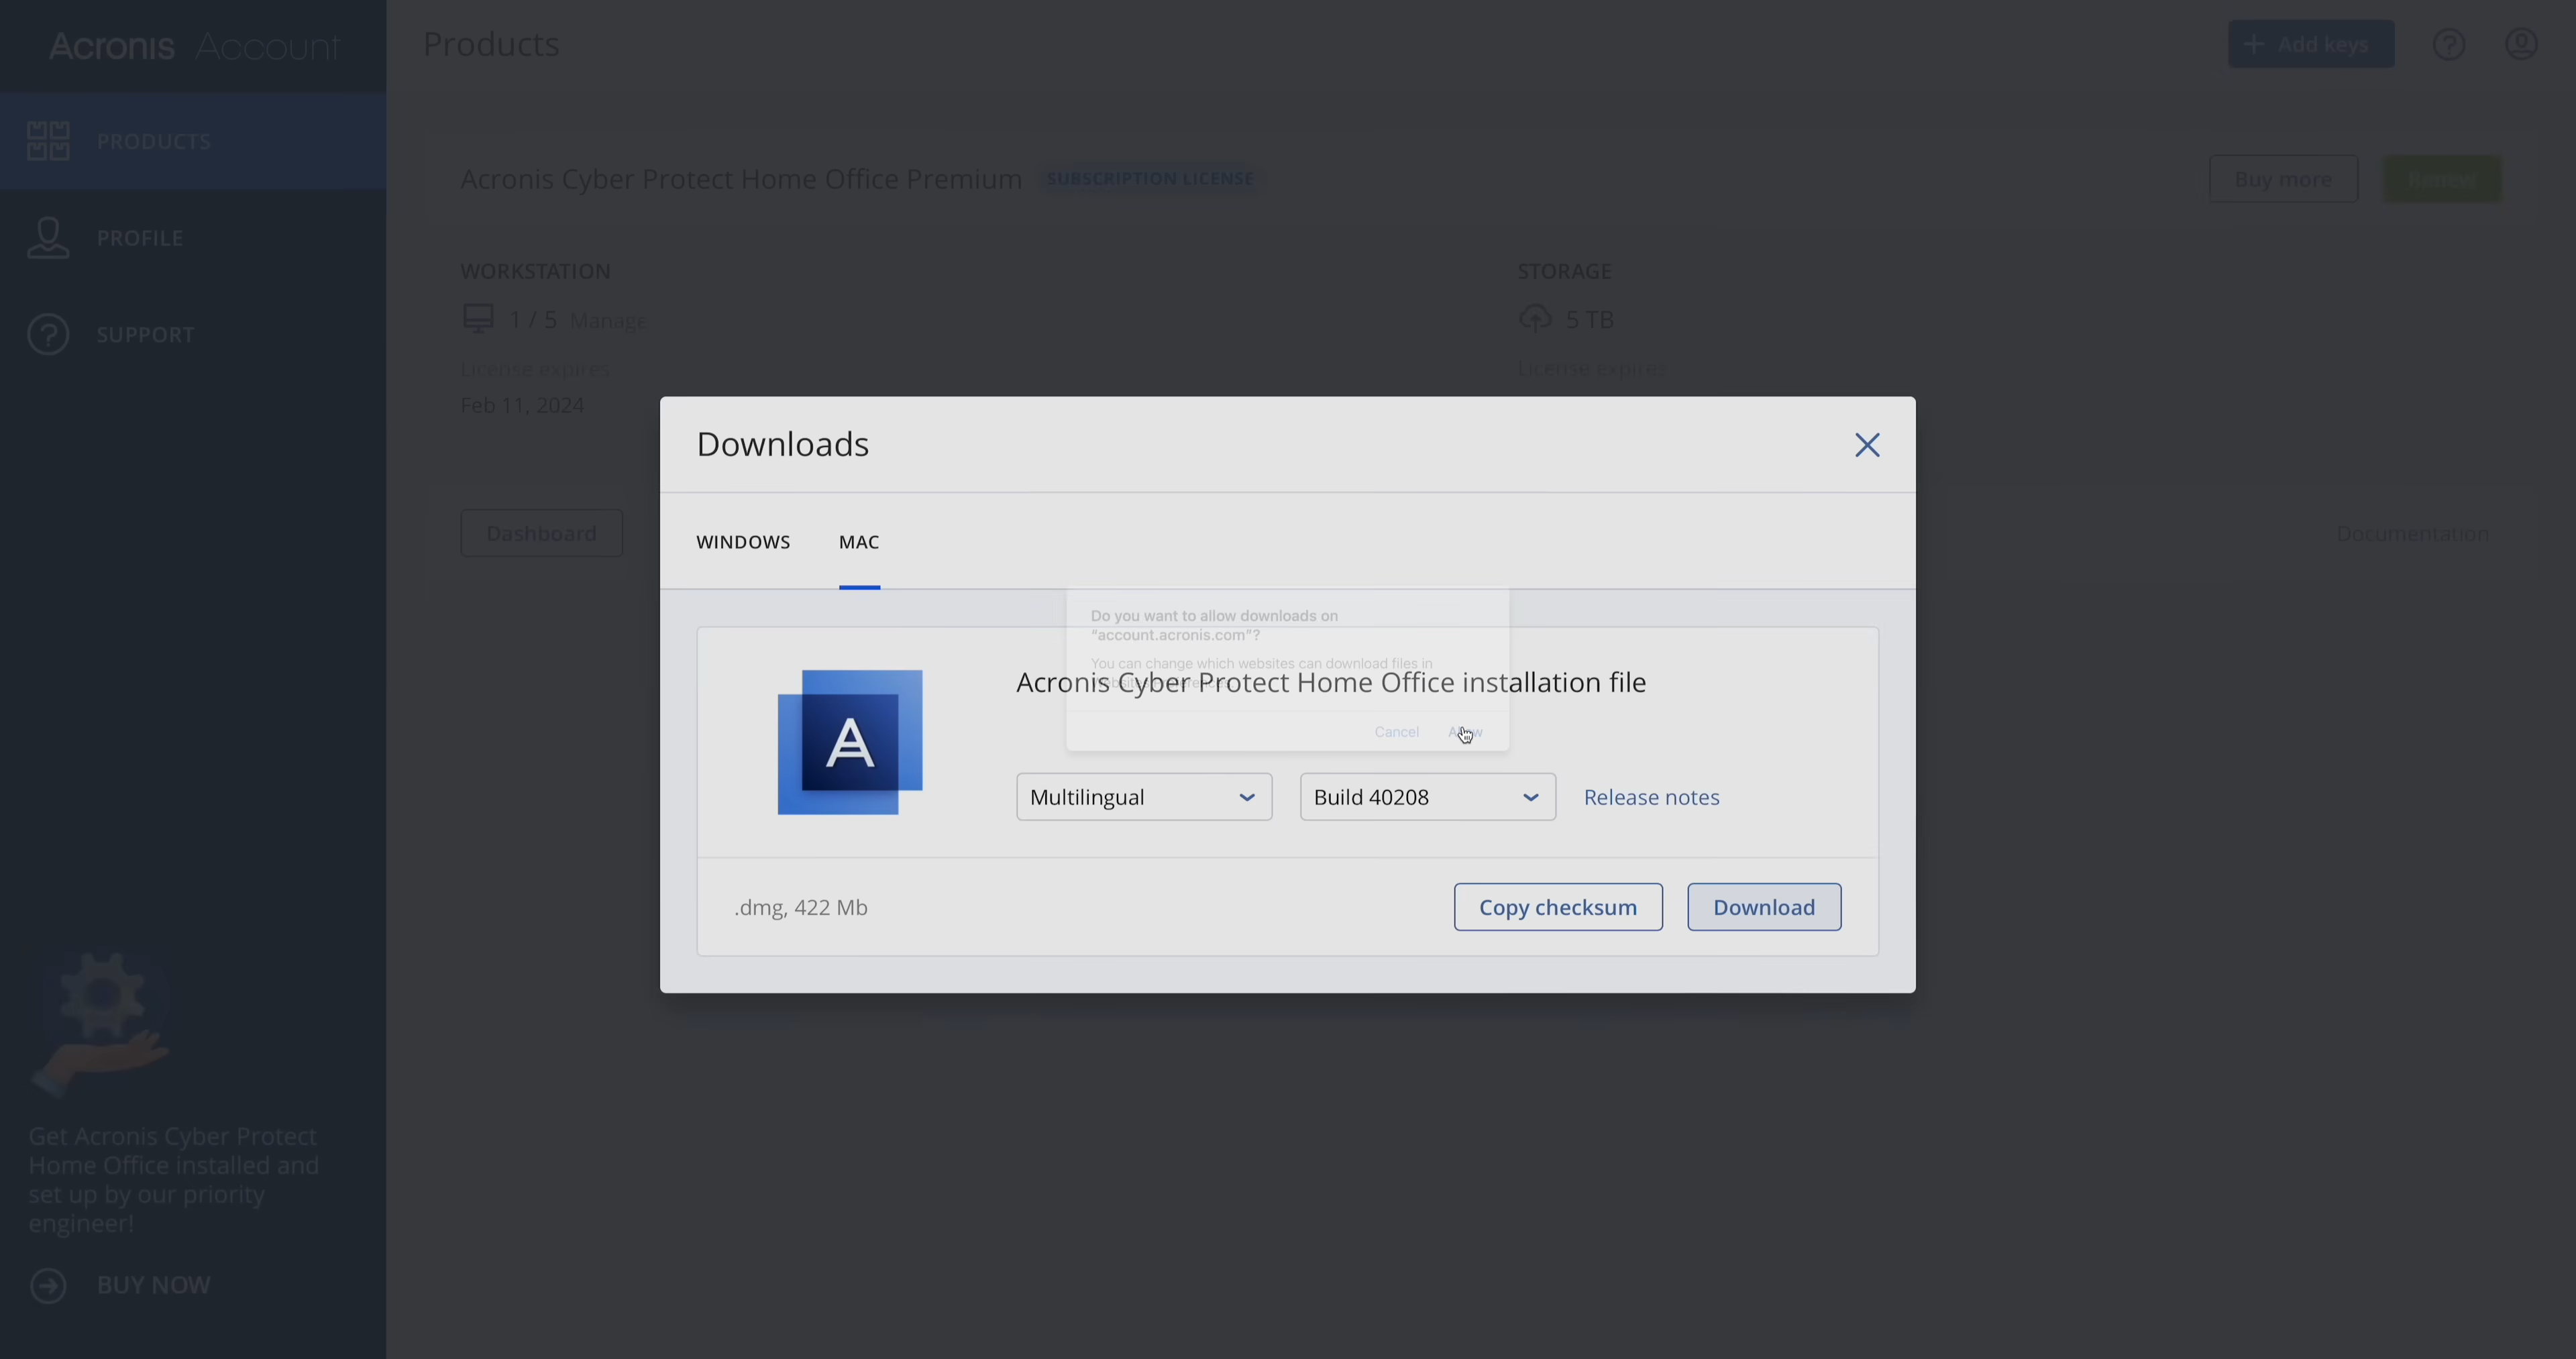 Acronis Account
Products
+ Add keys
PRODUCTS
PROFILE
SUPPORT
Acronis Cyber Protect Home Office Premium SUBSCRIPTION LICENSE
Buy more
Renew
WORKSTATION
1 / 5 Manage
License expires
Feb 11, 2024
STORAGE
5 TB
License expires
Dashboard
Documentation
Downloads
WINDOWS
MAC
Do you want to allow downloads on
“account.acronis.com”?
You can change which websites can download files in
Acronis Cyber Protect Home Office installation file
Cancel
Multilingual
Build 40208
Release notes
.dmg, 422 Mb
Copy checksum
Download
Get Acronis Cyber Protect
Home Office installed and
set up by our priority
engineer!
BUY NOW